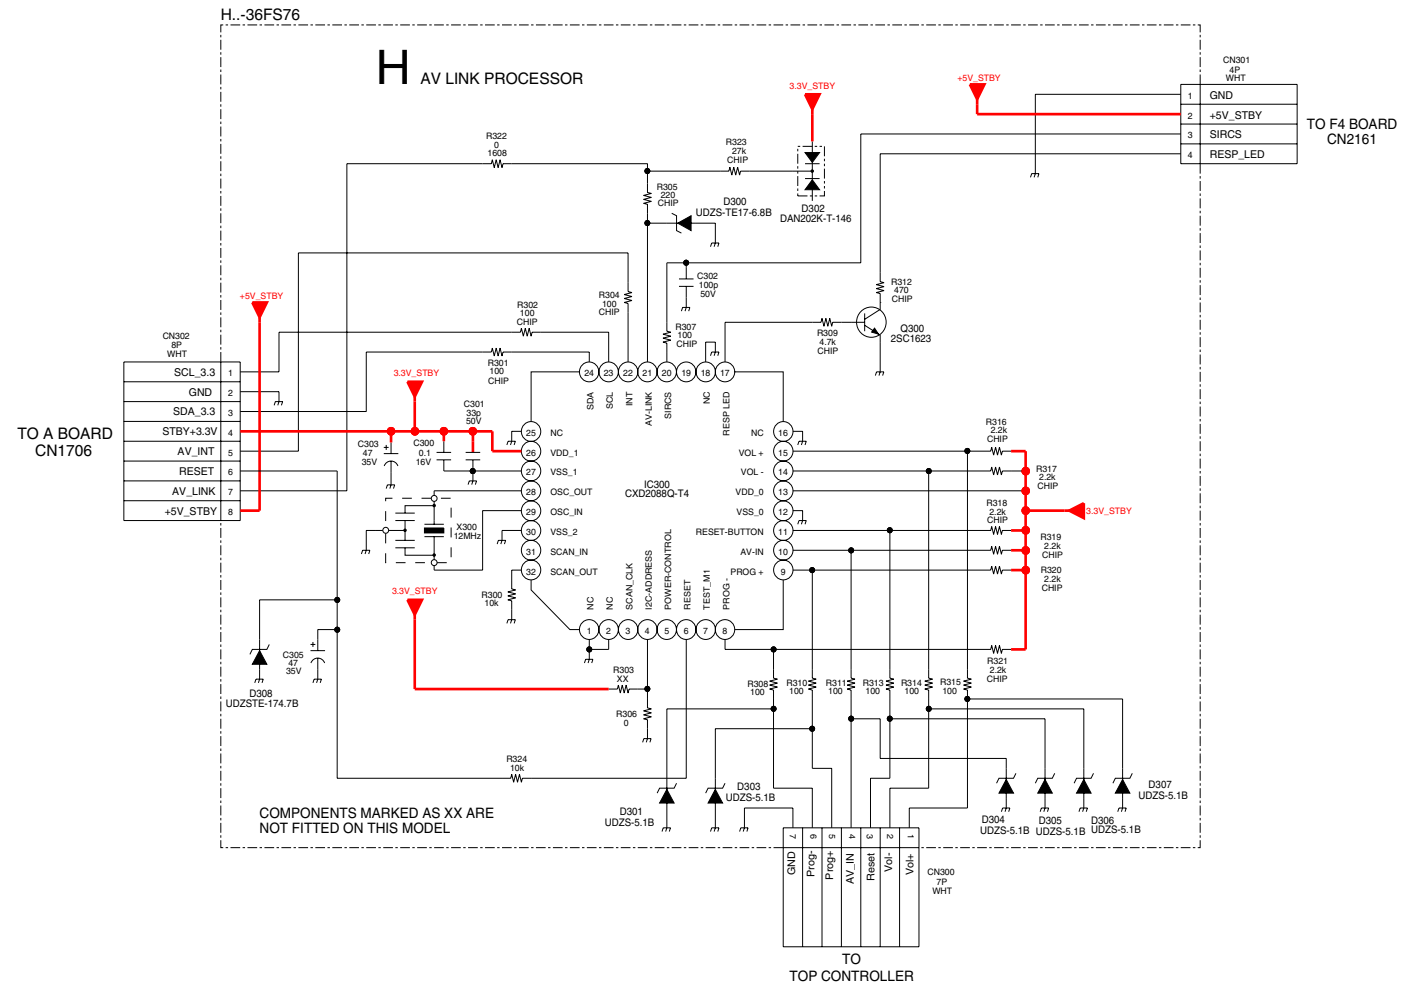 H..-36FS76
H AV LINK PROCESSOR
CN301
4P
WHT
1 GND
2 +5V_STBY
3 SIRCS
4 RESP_LED
TO F4 BOARD
CN2161
+5V_STBY
3.3V_STBY
R322
0
1608
R323
27k
CHIP
R305
220
CHIP
D300
UDZS-TE17-6.8B
D302
DAN202K-T-146
C302
100p
50V
R312
470
CHIP
R304
100
CHIP
R302
100
CHIP
R301
100
CHIP
R307
100
CHIP
R309
4.7k
CHIP
Q300
2SC1623
+5V_STBY
CN302
8P
WHT
SCL_3.3 1
GND 2
SDA_3.3 3
STBY+3.3V 4
AV_INT 5
RESET 6
AV_LINK 7
+5V_STBY 8
TO A BOARD
CN1706
3.3V_STBY
C303
47
35V
C300
0.1
16V
C301
33p
50V
X300
12MHz
24 23 22 21 20 19 18 17
SDA
SCL
INT
AV-LINK
SIRCS
NC
RESP LED
25 NC
26 VDD_1
27 VSS_1
28 OSC_OUT
29 OSC_IN
30 VSS_2
31 SCAN_IN
32 SCAN_OUT
IC300
CXD2088Q-T4
NC 16
VOL + 15
VOL - 14
VDD_0 13
VSS_0 12
RESET-BUTTON 11
AV-IN 10
PROG + 9
NC
NC
SCAN_CLK
I2C-ADDRESS
POWER-CONTROL
RESET
TEST_M1
PROG -
1 2 3 4 5 6 7 8
R316
2.2k
CHIP
R317
2.2k
CHIP
R318
2.2k
CHIP
3.3V_STBY
R319
2.2k
CHIP
R320
2.2k
CHIP
R321
2.2k
CHIP
3.3V_STBY
R300
10k
C305
47
35V
D308
UDZSTE-174.7B
R303
XX
R306
0
R324
10k
R308
100
R310
100
R311
100
R313
100
R314
100
R315
100
D301
UDZS-5.1B
D303
UDZS-5.1B
D304
UDZS-5.1B
D305
UDZS-5.1B
D306
UDZS-5.1B
D307
UDZS-5.1B
COMPONENTS MARKED AS XX ARE
NOT FITTED ON THIS MODEL
7 6 5 4 3 2 1
GND
Prog-
Prog+
AV_IN
Reset
Vol-
Vol+
CN300
7P
WHT
TO
TOP CONTROLLER